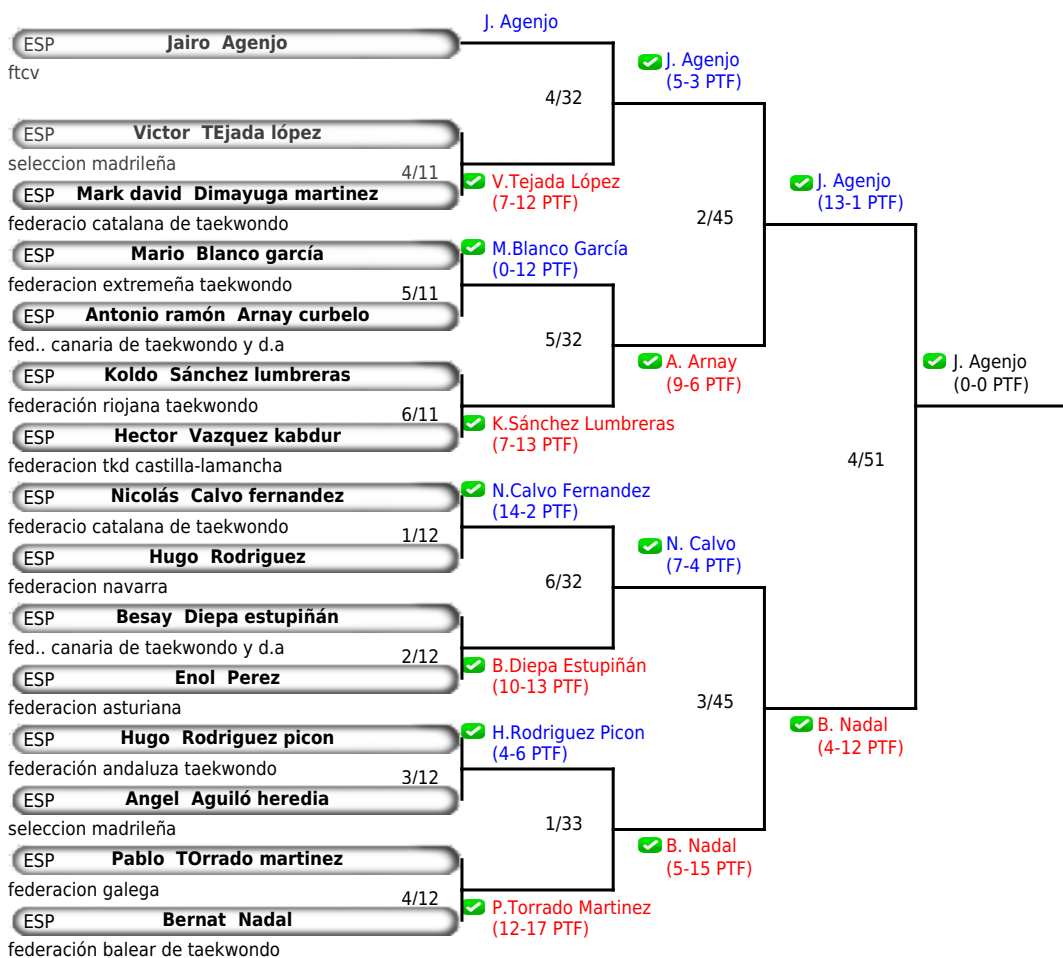 J. Agenjo
ESP Jairo Agenjo
ftcv
J. Agenjo
(5-3 PTF)
4/32
ESP Victor TEjada lópez
seleccion madrileña
4/11
ESP Mark david Dimayuga martinez
V.Tejada López
(7-12 PTF)
federacio catalana de taekwondo
J. Agenjo
(13-1 PTF)
2/45
ESP Mario Blanco garcía
M.Blanco García
(0-12 PTF)
federacion extremeña taekwondo
5/11
ESP Antonio ramón Arnay curbelo
fed.. canaria de taekwondo y d.a
5/32
A. Arnay
(9-6 PTF)
J. Agenjo
(0-0 PTF)
ESP Koldo Sánchez lumbreras
federación riojana taekwondo
6/11
ESP Hector Vazquez kabdur
K.Sánchez Lumbreras
(7-13 PTF)
federacion tkd castilla-lamancha
4/51
ESP Nicolás Calvo fernandez
N.Calvo Fernandez
(14-2 PTF)
federacio catalana de taekwondo
1/12
ESP Hugo Rodriguez
federacion navarra
N. Calvo
(7-4 PTF)
6/32
ESP Besay Diepa estupiñán
fed.. canaria de taekwondo y d.a
2/12
ESP Enol Perez
B.Diepa Estupiñán
(10-13 PTF)
federacion asturiana
3/45
B. Nadal
(4-12 PTF)
ESP Hugo Rodriguez picon
H.Rodriguez Picon
(4-6 PTF)
federación andaluza taekwondo
3/12
ESP Angel Aguiló heredia
seleccion madrileña
1/33
B. Nadal
(5-15 PTF)
ESP Pablo TOrrado martinez
federacion galega
4/12
ESP Bernat Nadal
P.Torrado Martinez
(12-17 PTF)
federación balear de taekwondo